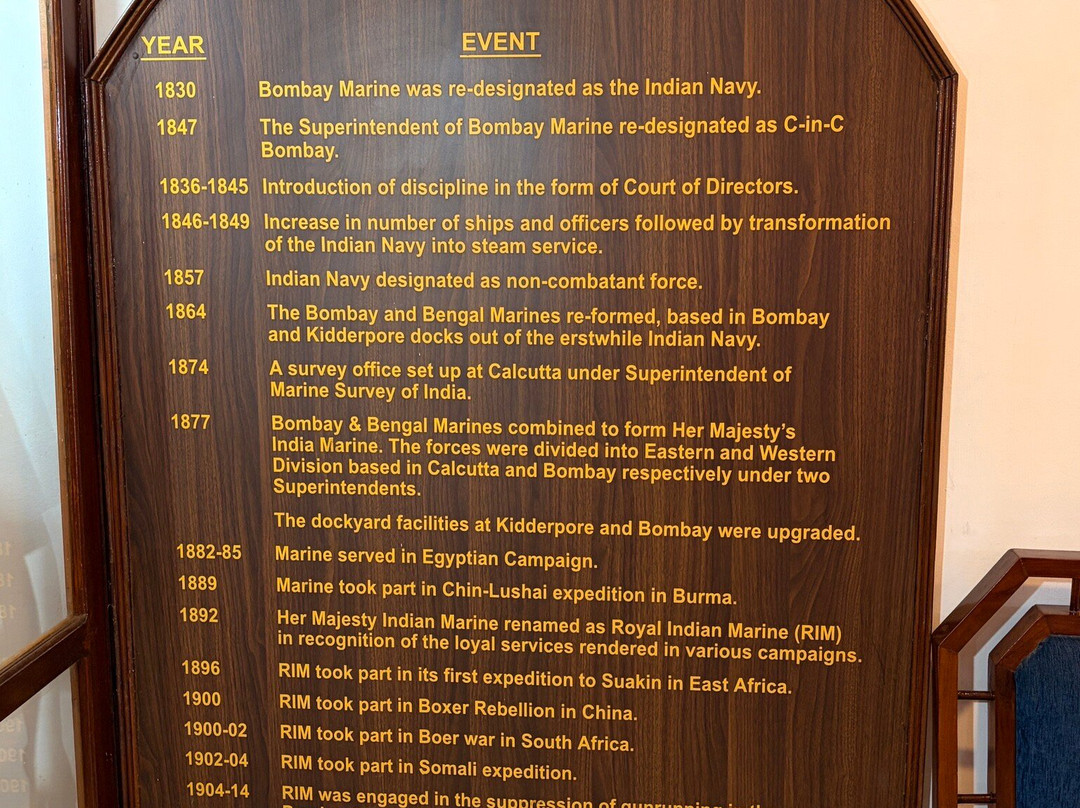 YEAR EVENT
1830 Bombay Marine was re-designated as the Indian Navy.
1847 The Superintendent of Bombay Marine re-designated as C-in-C
Bombay.
1836-1845 Introduction of discipline in the form of Court of Directors.
1846-1849 Increase in number of ships and officers followed by transformation
of the Indian Navy into steam service.
1857 Indian Navy designated as non-combatant force.
1864 The Bombay and Bengal Marines re-formed, based in Bombay
and Kidderpore docks out of the erstwhile Indian Navy.
1874 A survey office set up at Calcutta under Superintendent of
Marine Survey of India.
1877 Bombay & Bengal Marines combined to form Her Majesty's
India Marine. The forces were divided into Eastern and Western
Division based in Calcutta and Bombay respectively under two
Superintendents.
The dockyard facilities at Kidderpore and Bombay were upgraded.
1882-85 Marine served in Egyptian Campaign.
1889 Marine took part in Chin-Lushai expedition in Burma.
1892 Her Majesty Indian Marine renamed as Royal Indian Marine (RIM)
in recognition of the loyal services rendered in various campaigns.
1896 RIM took part in its first expedition to Suakin in East Africa.
1900 RIM took part in Boxer Rebellion in China.
1900-02 RIM took part in Boer war in South Africa.
1902-04 RIM took part in Somali expedition.
1904-14 RIM was engaged in the suppression of gunrunning in the